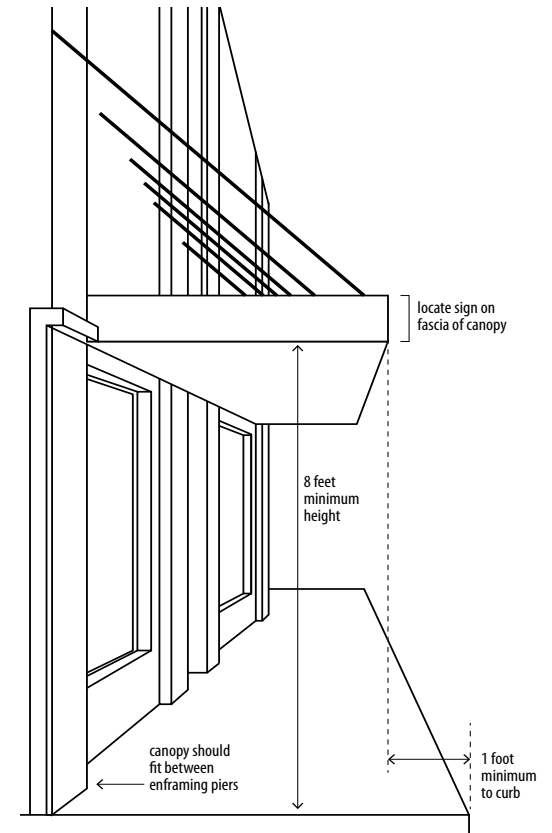 locate sign on
fascia of canopy
8 feet
minimum
height
canopy should
fit between
enframing piers
1 foot
minimum
to curb